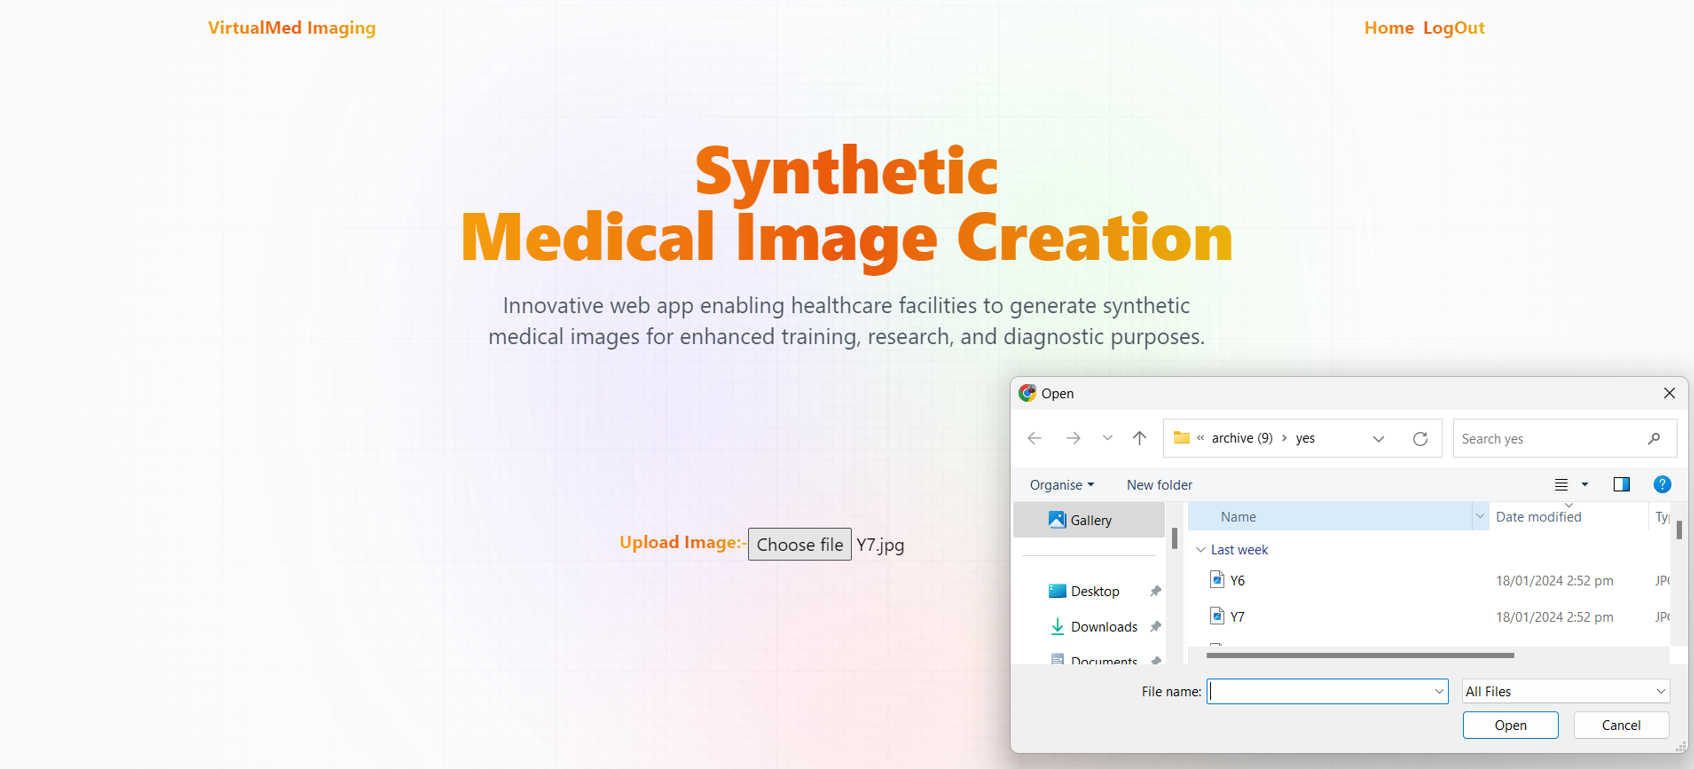 VirtualMed Imaging
Home LogOut
Synthetic
Medical Image Creation
Innovative web app enabling healthcare facilities to generate synthetic
medical images for enhanced training, research, and diagnostic purposes.
Upload Image:- Choose file Y7.jpg
Open
« archive (9) › yes
Search yes
Organise
New folder
?
Gallery
Desktop
Downloads
Documents
Name Date modified Ty
Last week
Y6 18/01/2024 2:52 pm JPG
Y7 18/01/2024 2:52 pm JPG
File name:
All Files
Open
Cancel